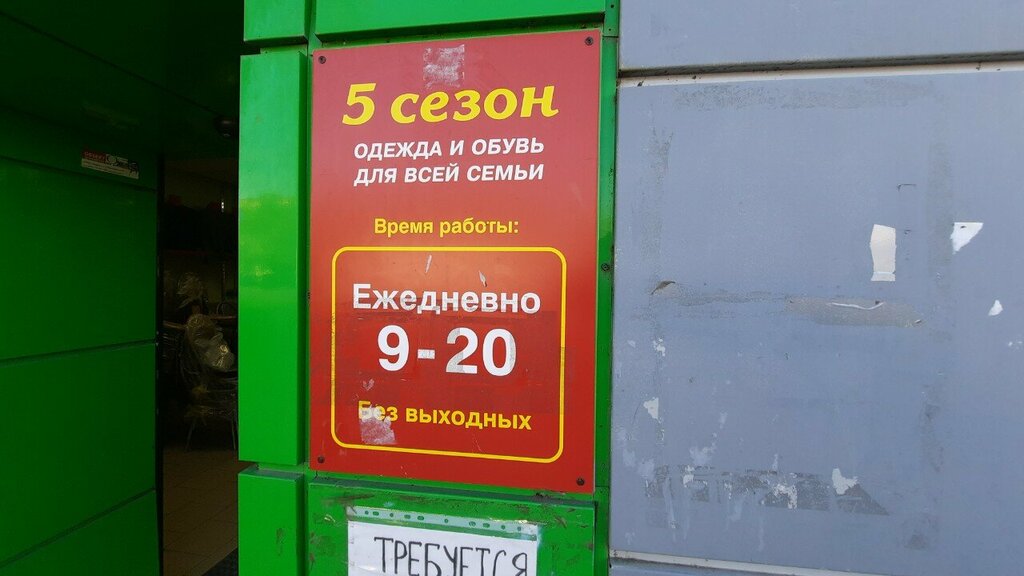 5 сезон
ОДЕЖДА И ОБУВЬ
ДЛЯ ВСЕЙ СЕМЬИ
Время работы:
Ежедневно
9-20
Без выходных
ТРЕБУЕТСЯ